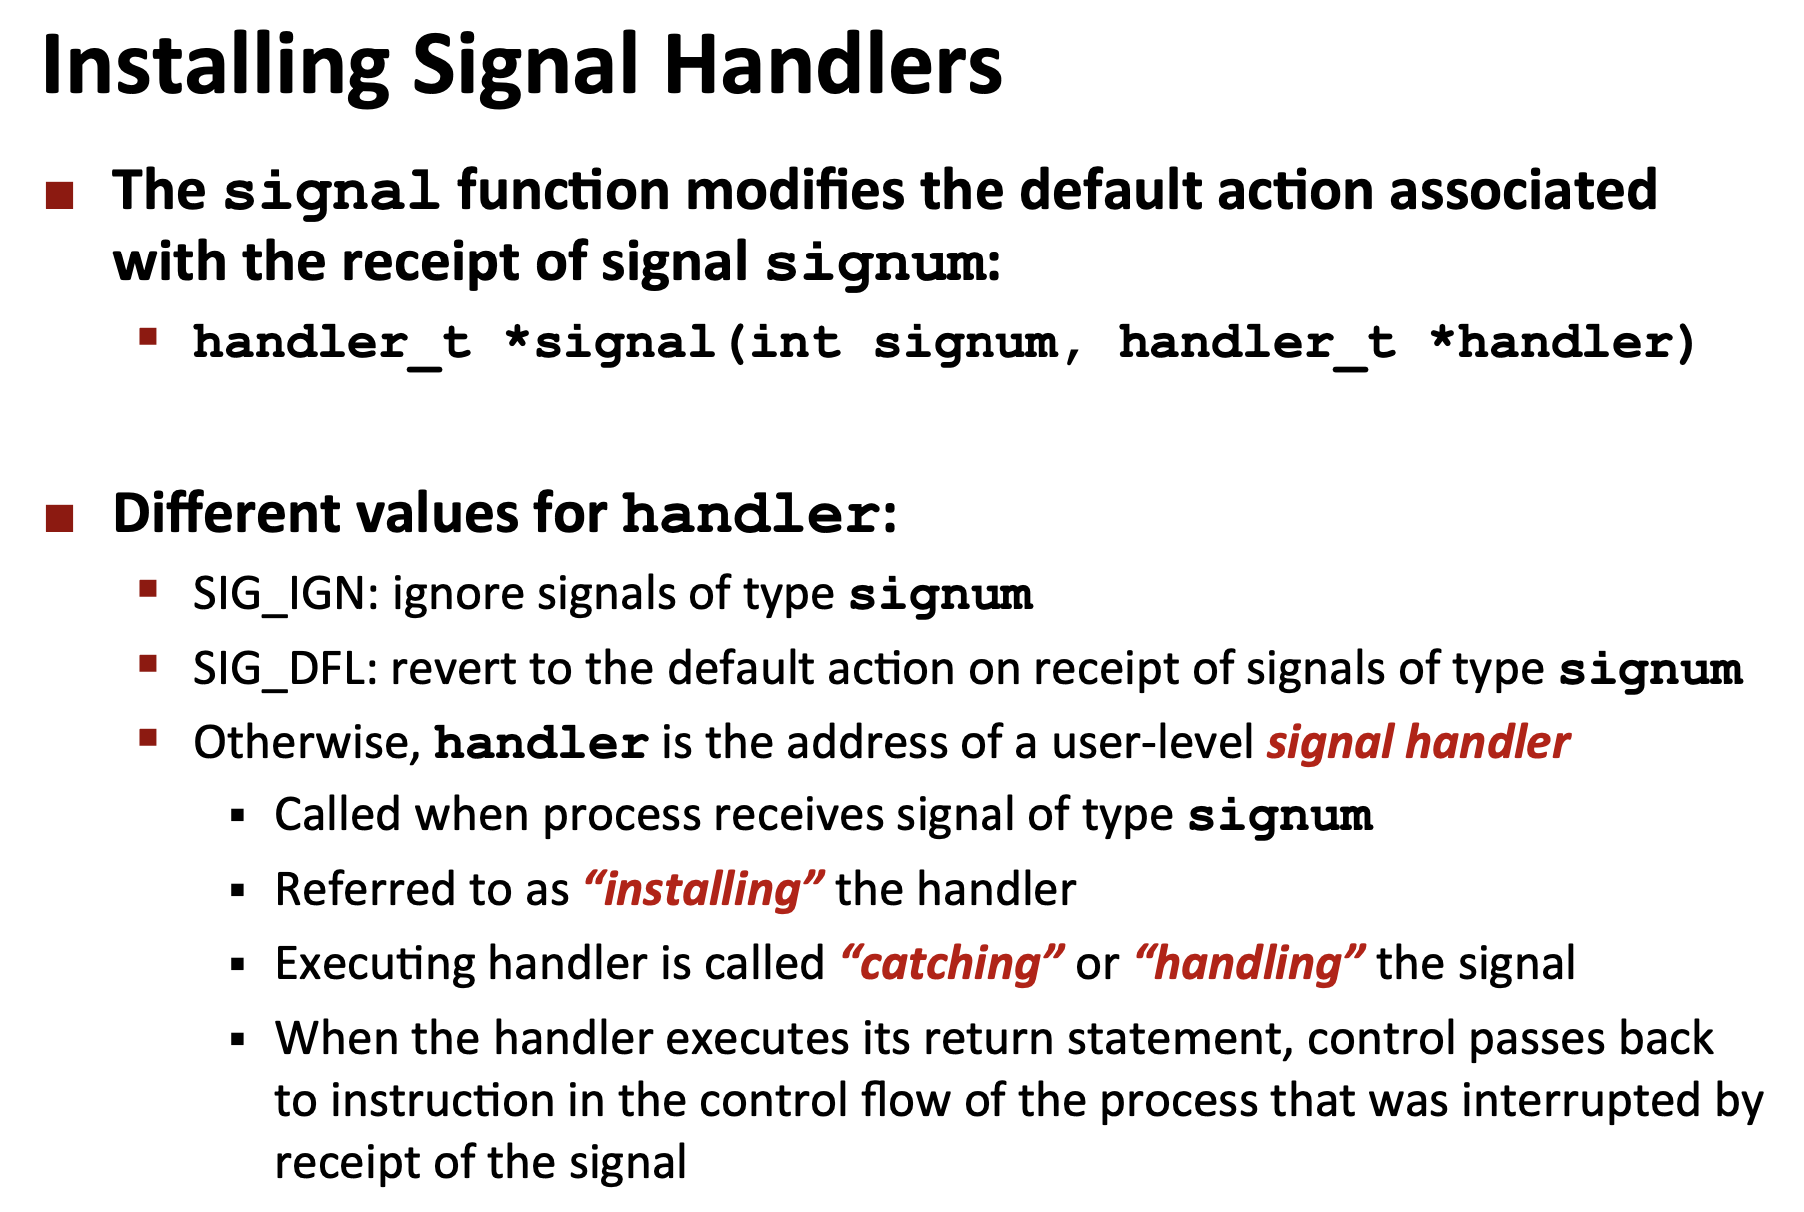 Installing Signal Handlers
The signal function modifies the default action associated
with the receipt of signal signum:
handler_t *signal(int signum, handler_t *handler)
Different values for handler:
SIG_IGN: ignore signals of type signum
SIG_DFL: revert to the default action on receipt of signals of type signum
Otherwise, handler is the address of a user-level signal handler
Called when process receives signal of type signum
Referred to as “installing” the handler
Executing handler is called “catching” or “handling” the signal
When the handler executes its return statement, control passes back
to instruction in the control flow of the process that was interrupted by
receipt of the signal